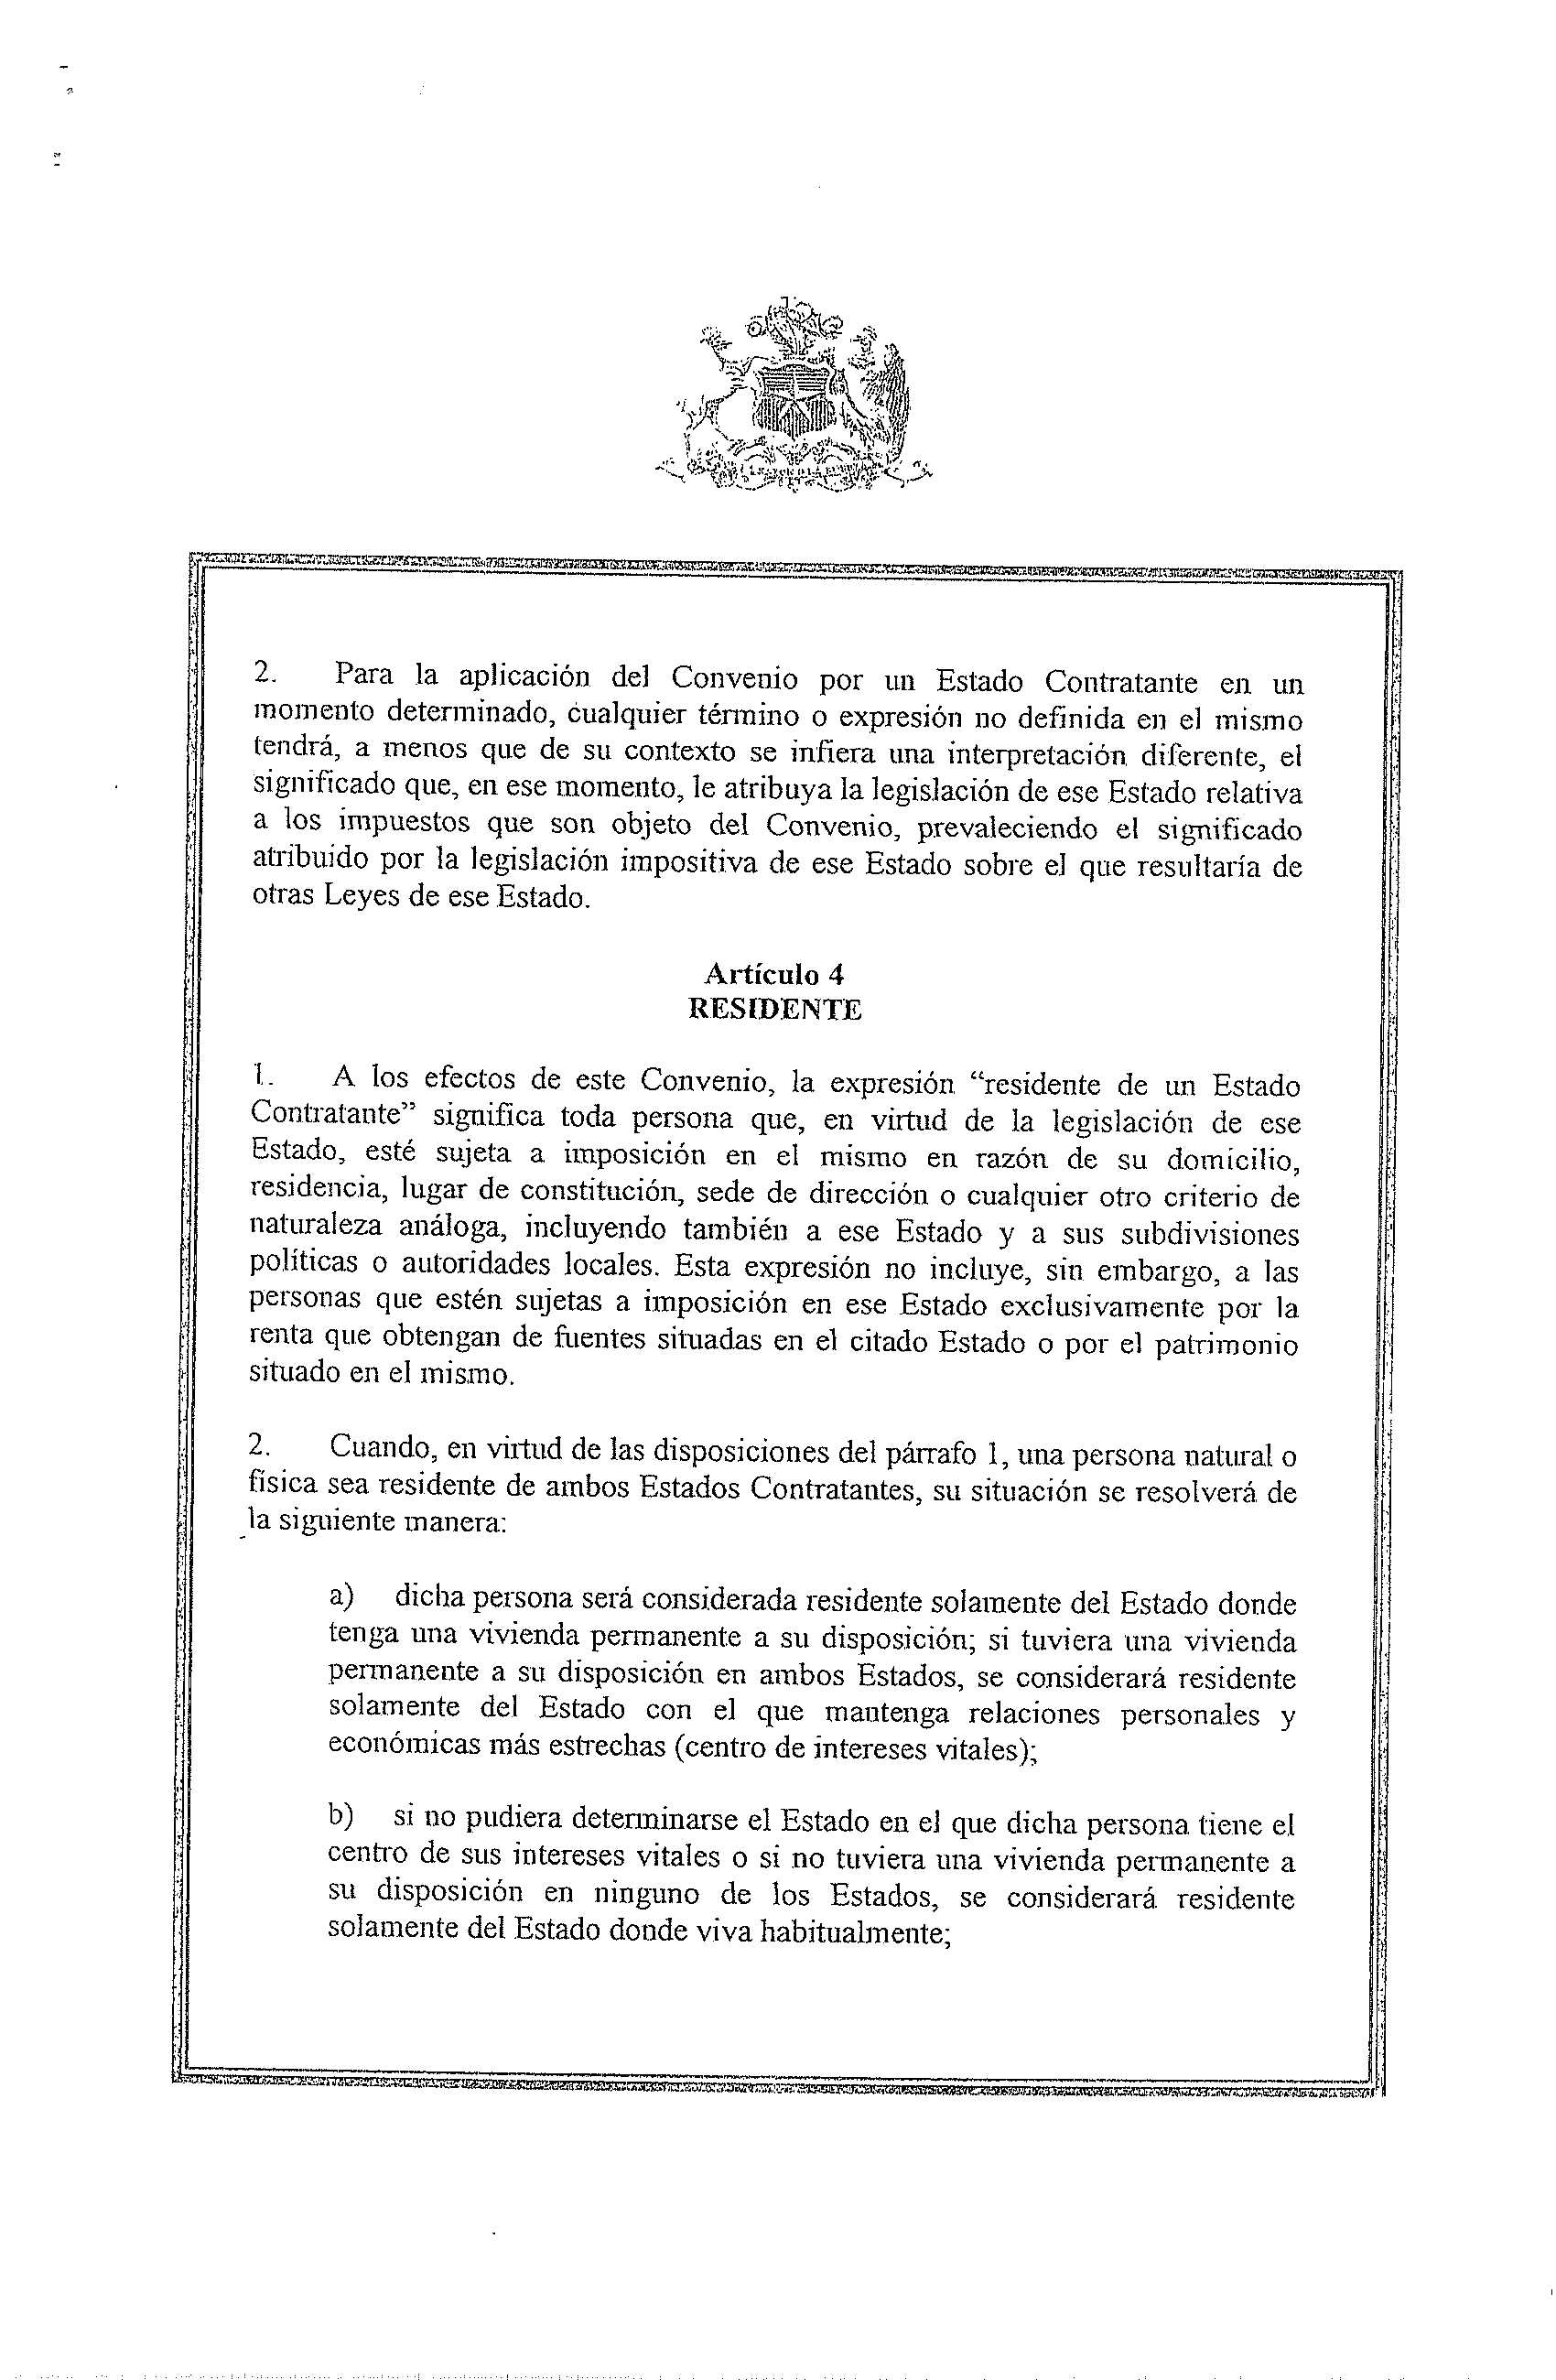 2. Para la aplicación del Convenio por un Estado Contratante en un
momento determinado, cualquier término o expresión no definida en el mismo
tendrá, a menos que de su contexto se infiera una interpretación diferente, el
significado que, en ese momento, le atribuya la legislación de ese Estado relativa
a los impuestos que son objeto del Convenio, prevaleciendo el significado
atribuido por la legislación impositiva de ese Estado sobre el que resultaría de
otras Leyes de ese Estado.
Artículo 4
RESIDENTE
1. A los efectos de este Convenio, la expresión “residente de un Estado
Contratante” significa toda persona que, en virtud de la legislación de ese
Estado, esté sujeta a imposición en el mismo en razón de su domicilio,
residencia, lugar de constitución, sede de dirección o cualquier otro criterio de
naturaleza análoga, incluyendo también a ese Estado y a sus subdivisiones
políticas o autoridades locales. Esta expresión no incluye, sin embargo, a las
personas que estén sujetas a imposición en ese Estado exclusivamente por la
renta que obtengan de fuentes situadas en el citado Estado o por el patrimonio
situado en el mismo.
2. Cuando, en virtud de las disposiciones del párrafo 1, una persona natural o
física sea residente de ambos Estados Contratantes, su situación se resolverá de
la siguiente manera:
a) dicha persona será considerada residente solamente del Estado donde
tenga una vivienda permanente a su disposición; si tuviera una vivienda
permanente a su disposición en ambos Estados, se considerará residente
solamente del Estado con el que mantenga relaciones personales y
económicas más estrechas (centro de intereses vitales);
b) si no pudiera determinarse el Estado en el que dicha persona tiene el
centro de sus intereses vitales o si no tuviera una vivienda permanente a
su disposición en ninguno de los Estados, se considerará residente
solamente del Estado donde viva habitualmente;